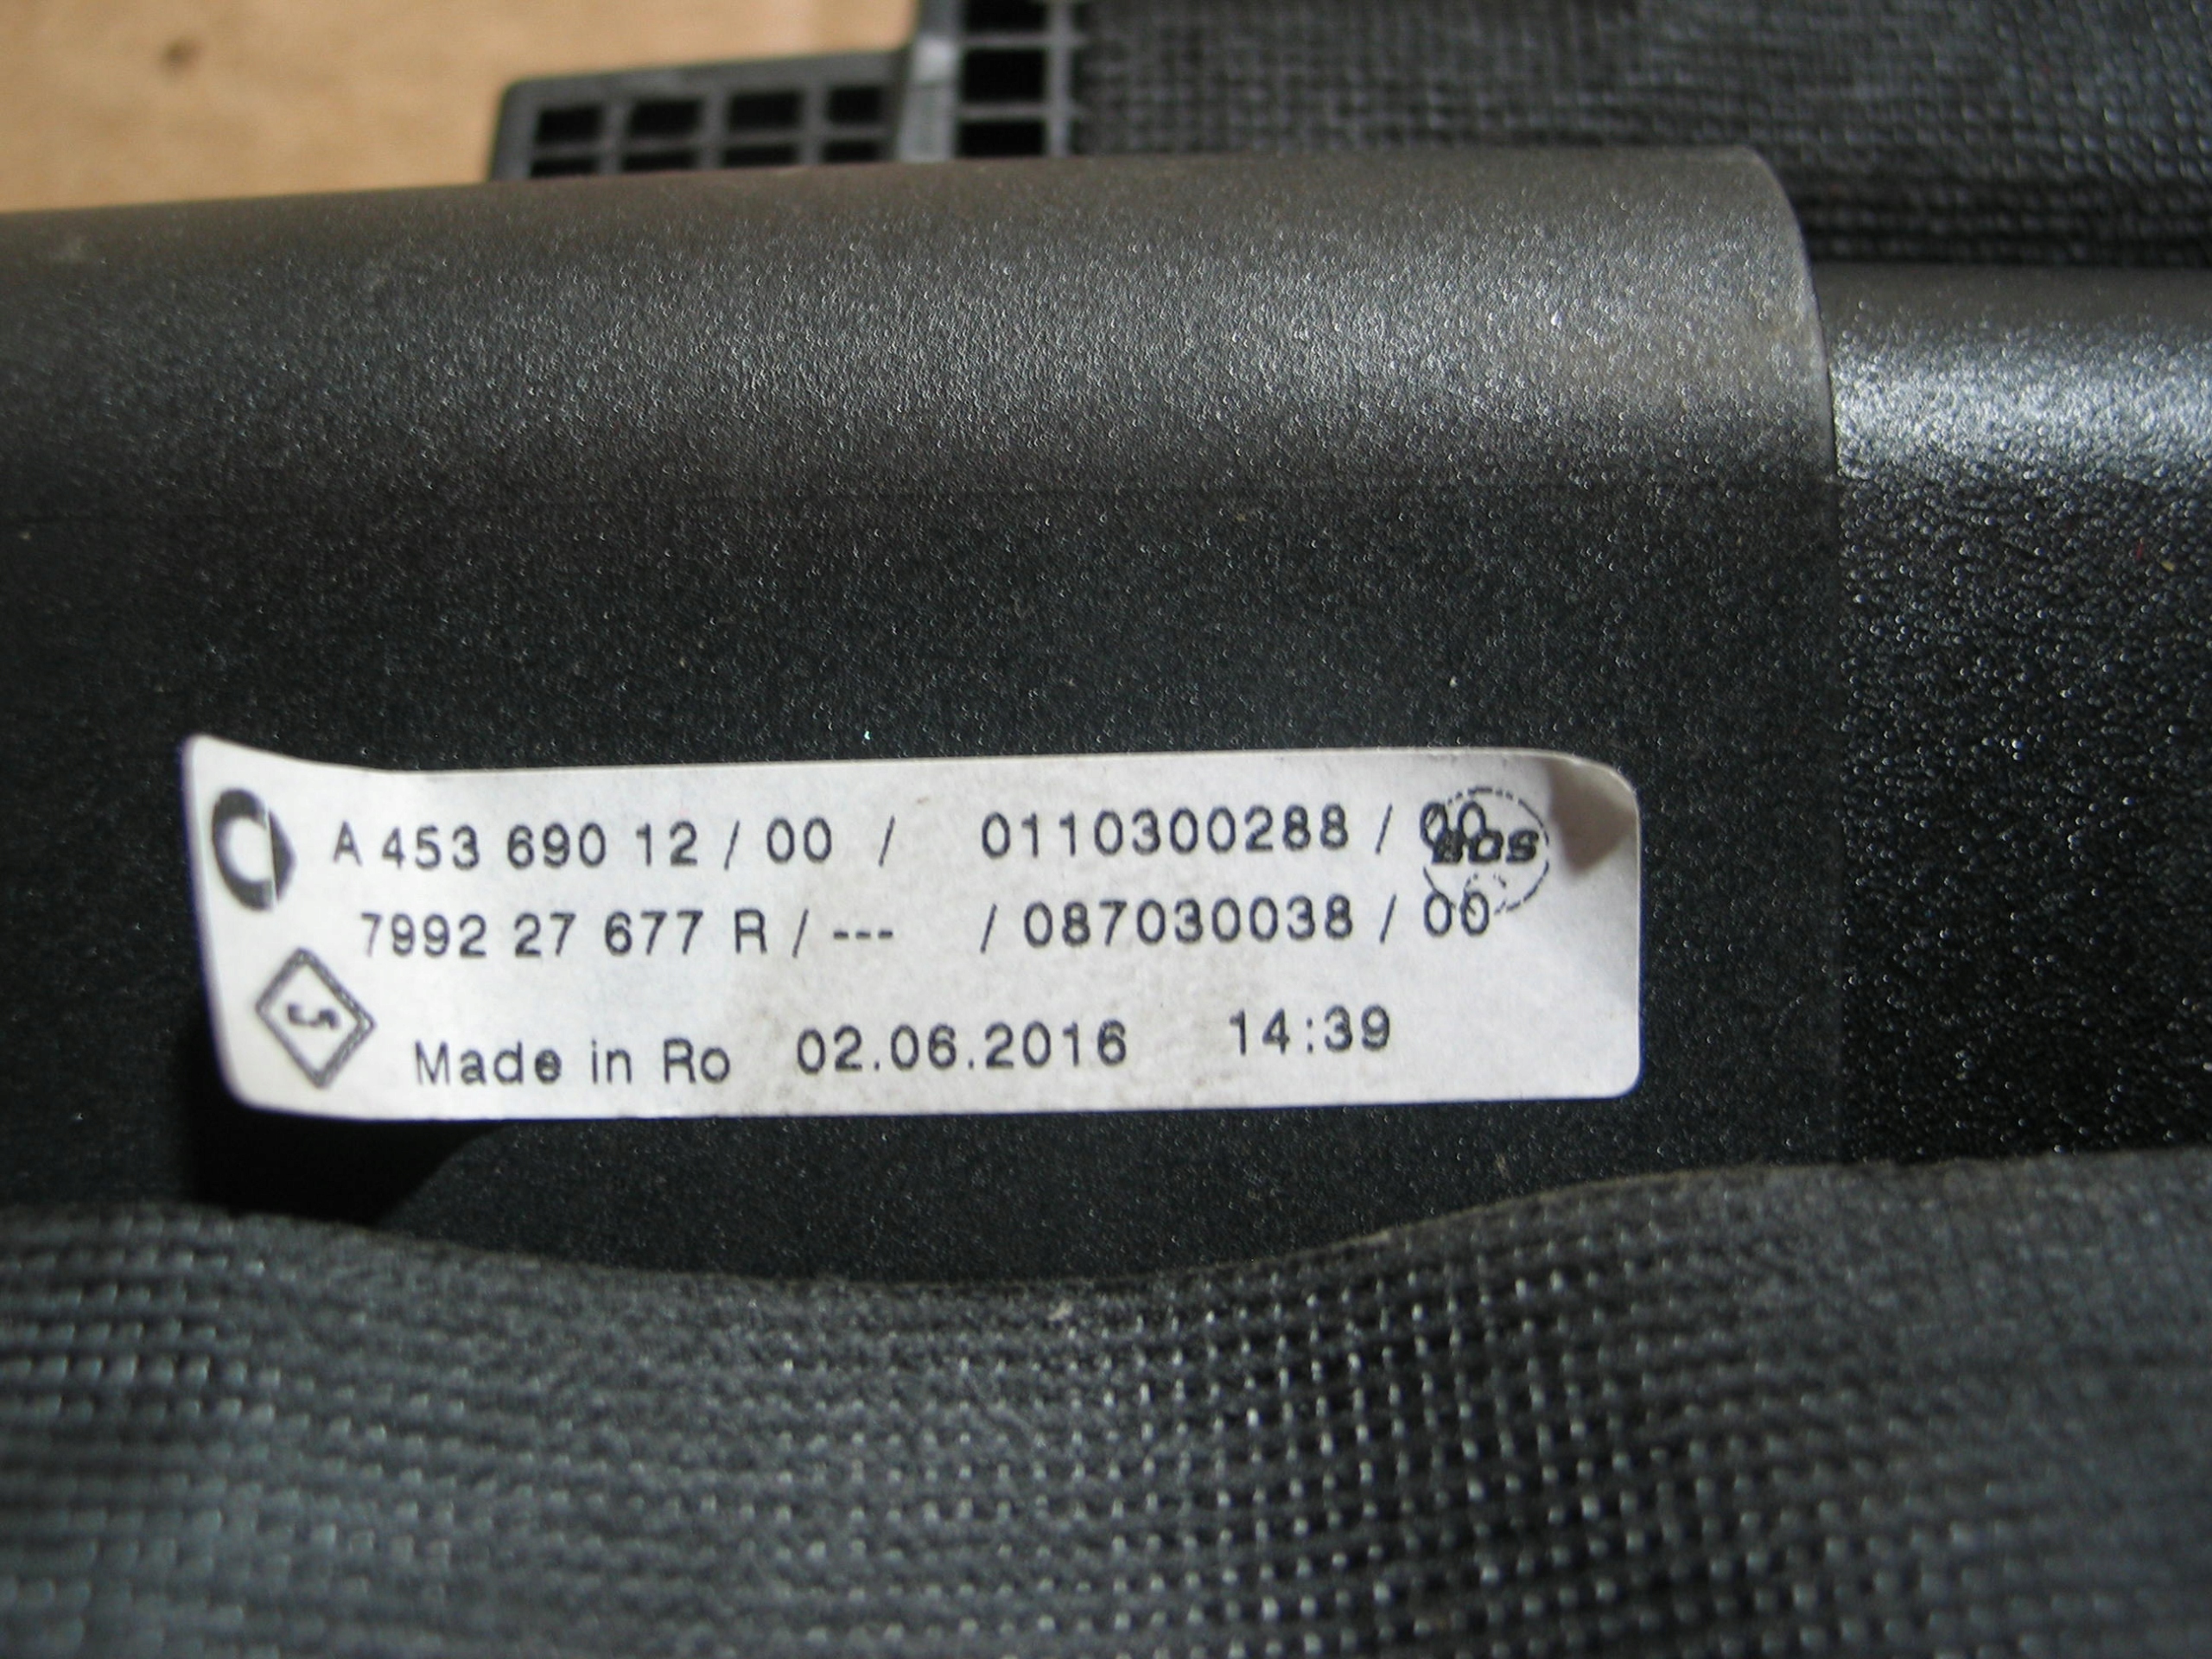 A 453 690 12 / 00 / 0110300288 / 00
BOS
7992 27 677 R / --- / 087030038 / 00
Made in Ro 02.06.2016 14:39